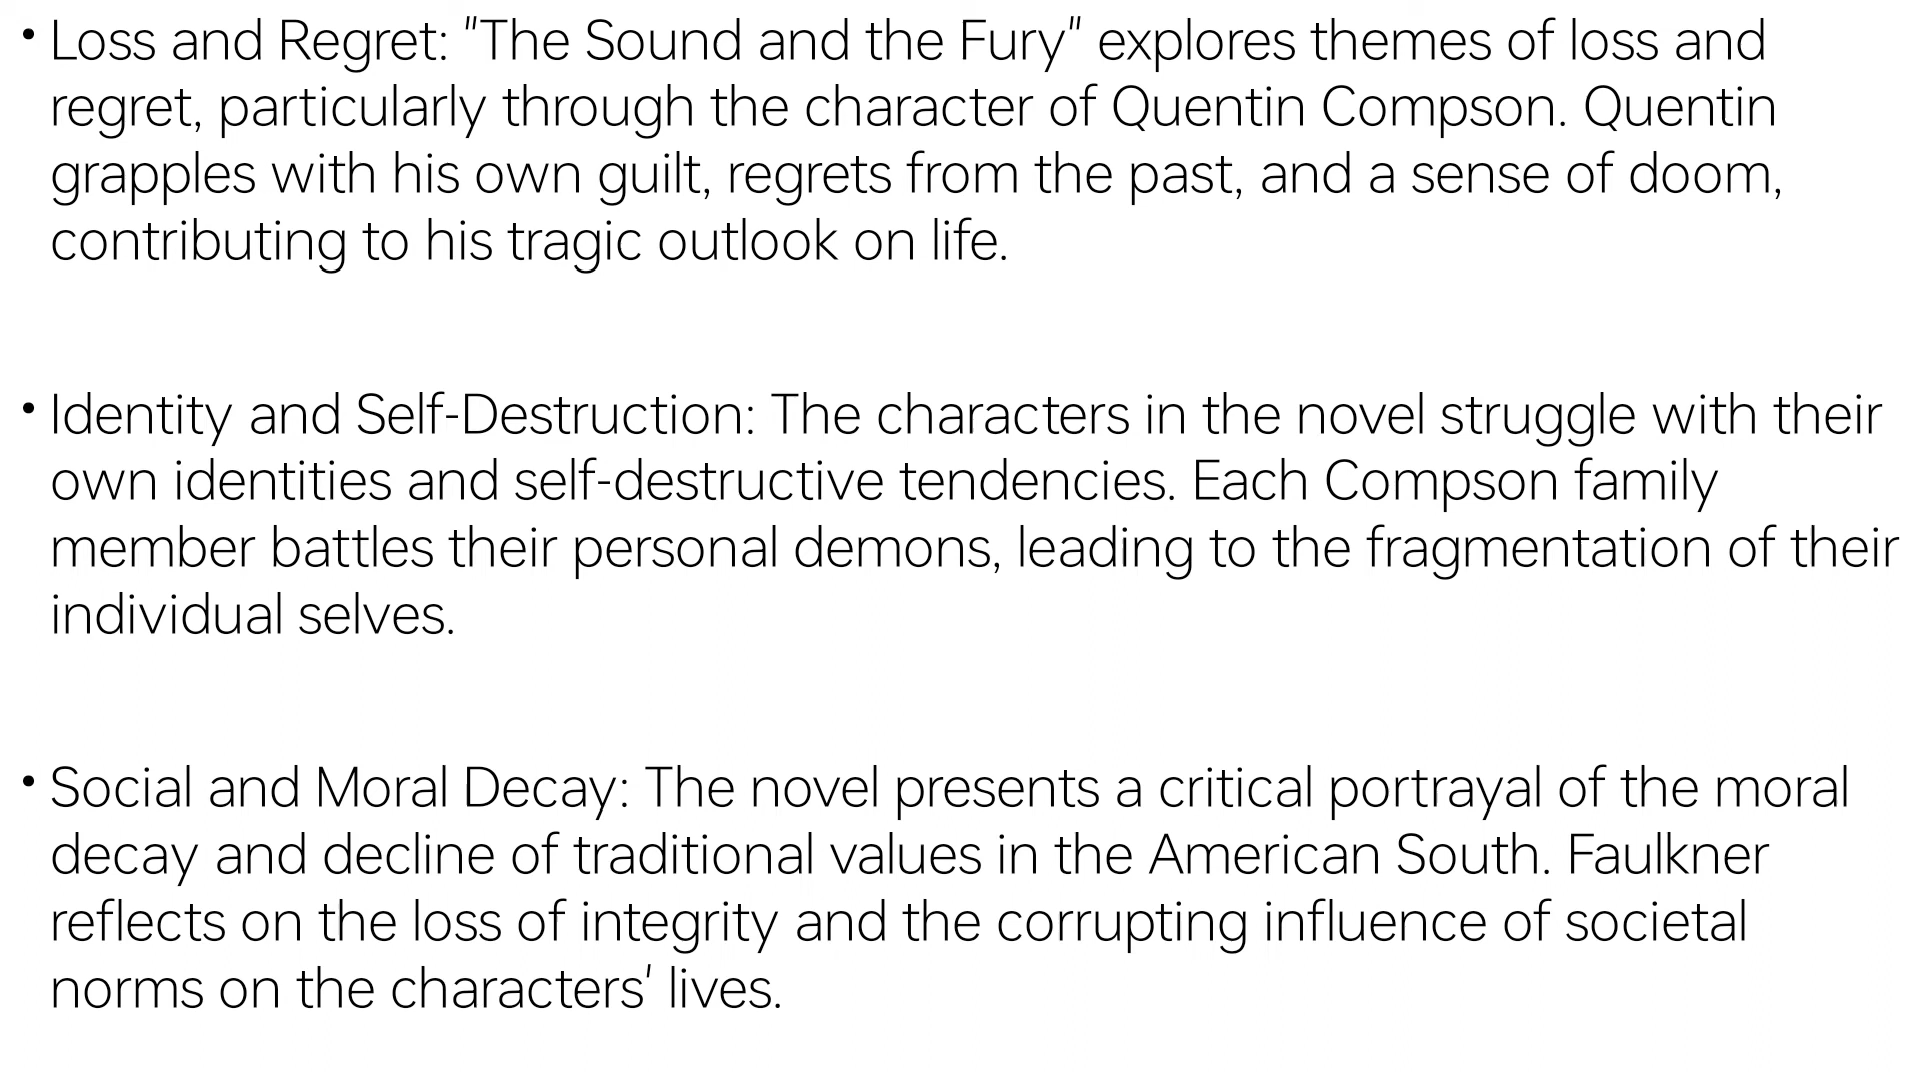 • Loss and Regret: "The Sound and the Fury" explores themes of loss and
regret, particularly through the character of Quentin Compson. Quentin
grapples with his own guilt, regrets from the past, and a sense of doom,
contributing to his tragic outlook on life.
• Identity and Self-Destruction: The characters in the novel struggle with their
own identities and self-destructive tendencies. Each Compson family
member battles their personal demons, leading to the fragmentation of their
individual selves.
• Social and Moral Decay: The novel presents a critical portrayal of the moral
decay and decline of traditional values in the American South. Faulkner
reflects on the loss of integrity and the corrupting influence of societal
norms on the characters' lives.